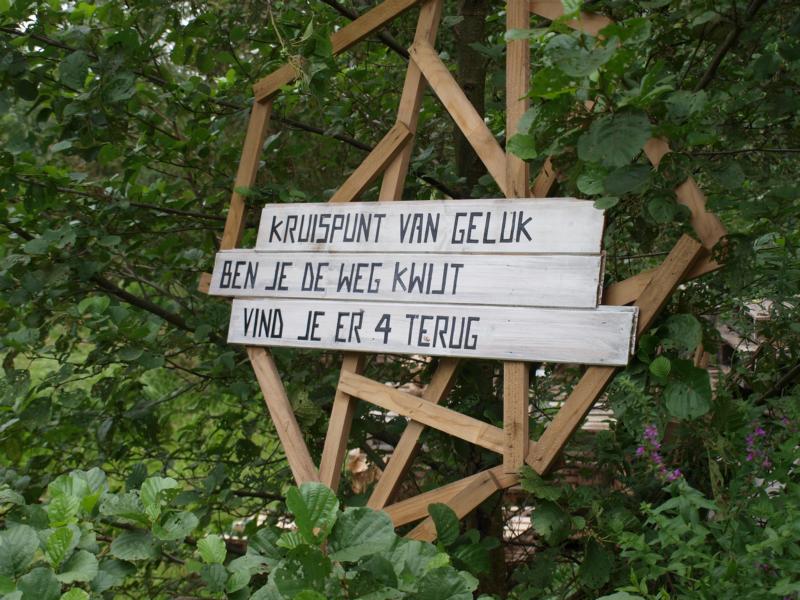 KRUISPUNT VAN GELUK
BEN JE DE WEG KWIJT
VIND JE ER 4 TERUG